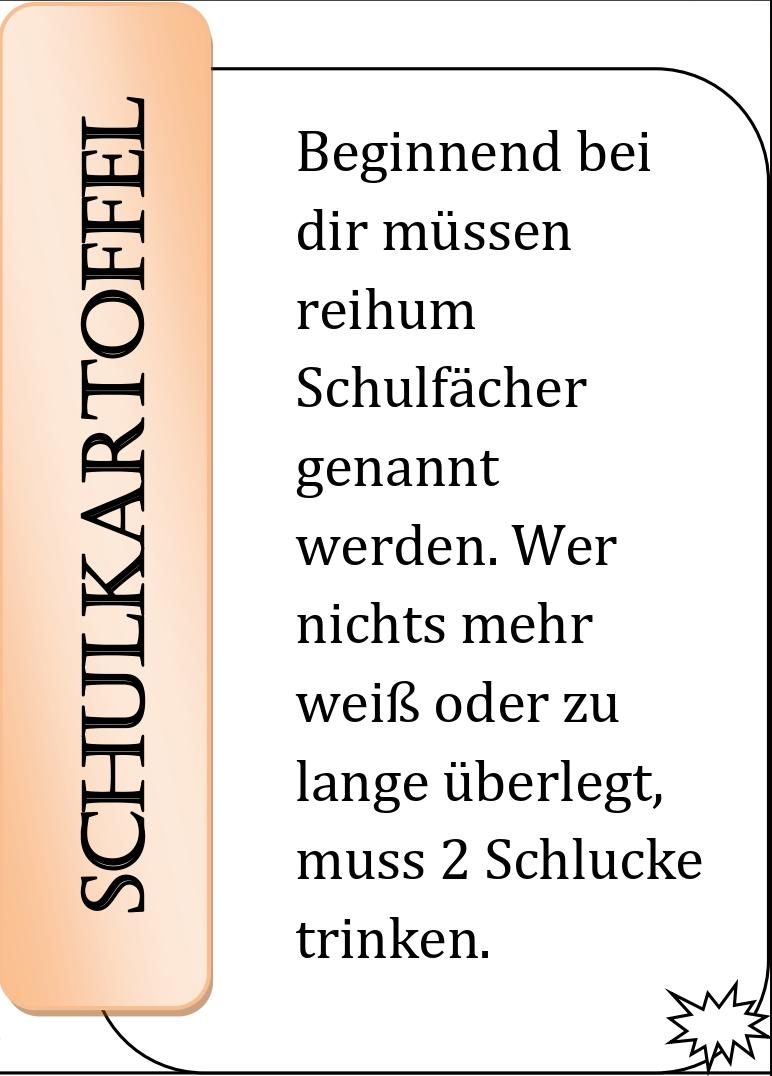 SCHULKARTOFFEL
Beginnend bei
dir müssen
reihum
Schulfächer
genannt
werden. Wer
nichts mehr
weiß oder zu
lange überlegt,
muss 2 Schlucke
trinken.